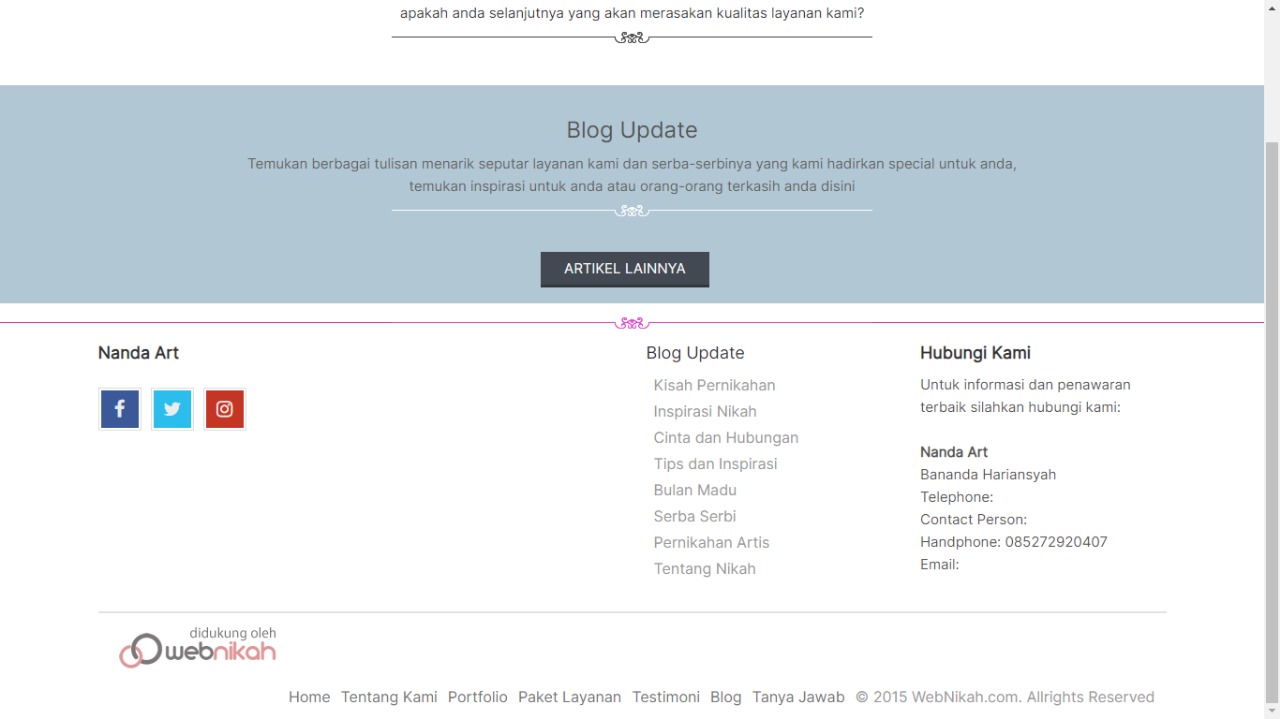 apakah anda selanjutnya yang akan merasakan kualitas layanan kami?
Blog Update
Temukan berbagai tulisan menarik seputar layanan kami dan serba-serbinya yang kami hadirkan special untuk anda,
temukan inspirasi untuk anda atau orang-orang terkasih anda disini
ARTIKEL LAINNYA
Nanda Art
Blog Update
Kisah Pernikahan
Inspirasi Nikah
Cinta dan Hubungan
Tips dan Inspirasi
Bulan Madu
Serba Serbi
Pernikahan Artis
Tentang Nikah
Hubungi Kami
Untuk informasi dan penawaran
terbaik silahkan hubungi kami:
Nanda Art
Bananda Hariansyah
Telephone:
Contact Person:
Handphone: 085272920407
Email:
didukung oleh
webnikah
Home Tentang Kami Portfolio Paket Layanan Testimoni Blog Tanya Jawab © 2015 WebNikah.com. Allrights Reserved